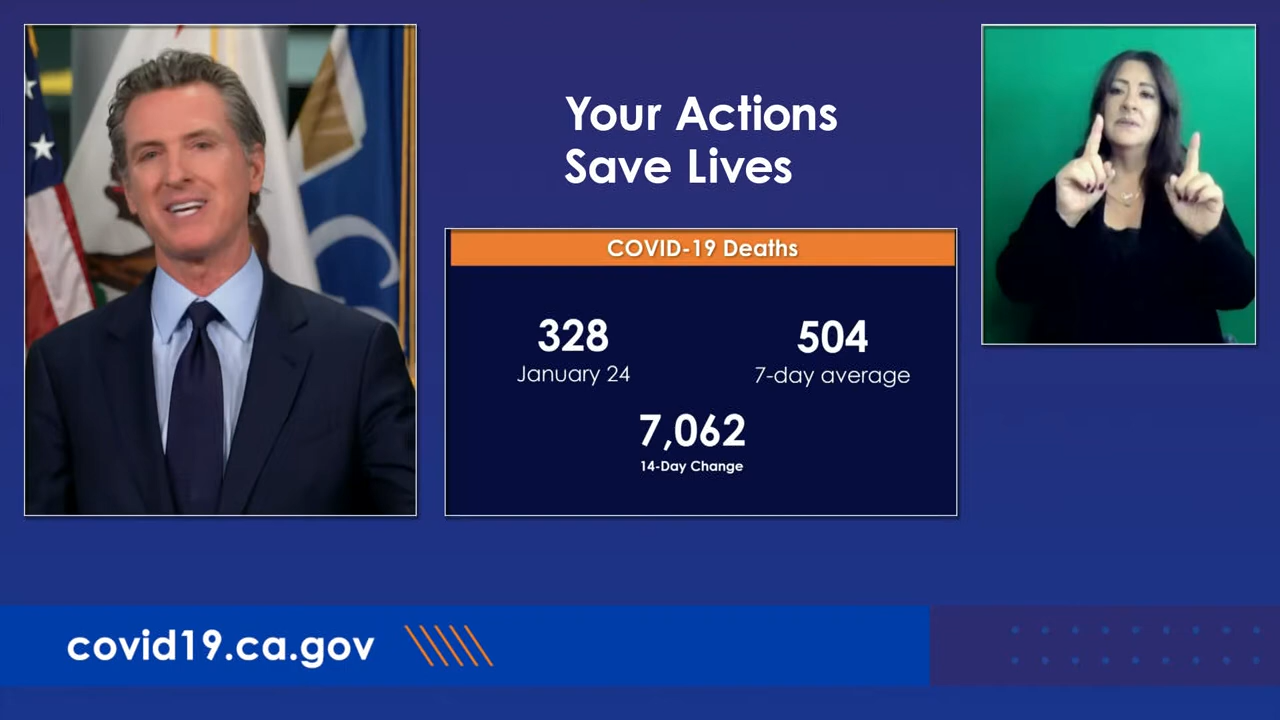 Your Actions
Save Lives
COVID-19 Deaths
328
January 24
504
7-day average
7,062
14-Day Change
covid19.ca.gov